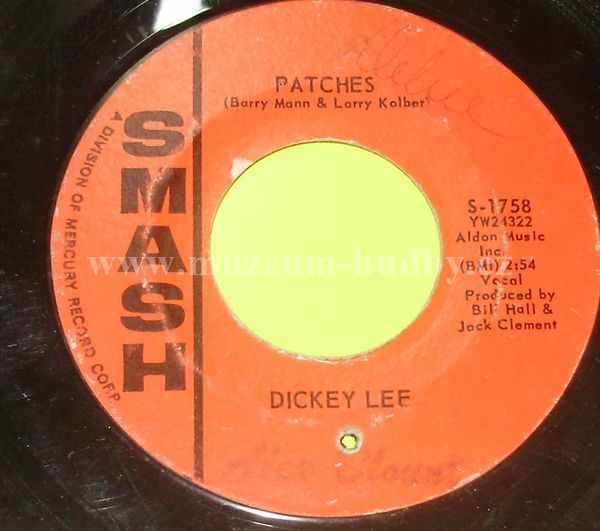 Debbie
PATCHES
(Barry Mann & Larry Kolber
SMASH
A DIVISION OF MERCURY RECORD CORP.
S-1758
YW24322
Aldon Music
Inc.
(BMI) 2:54
Vocal
Produced by
Bill Hall &
Jack Clement
www.muzeum-hudby.cz
DICKEY LEE